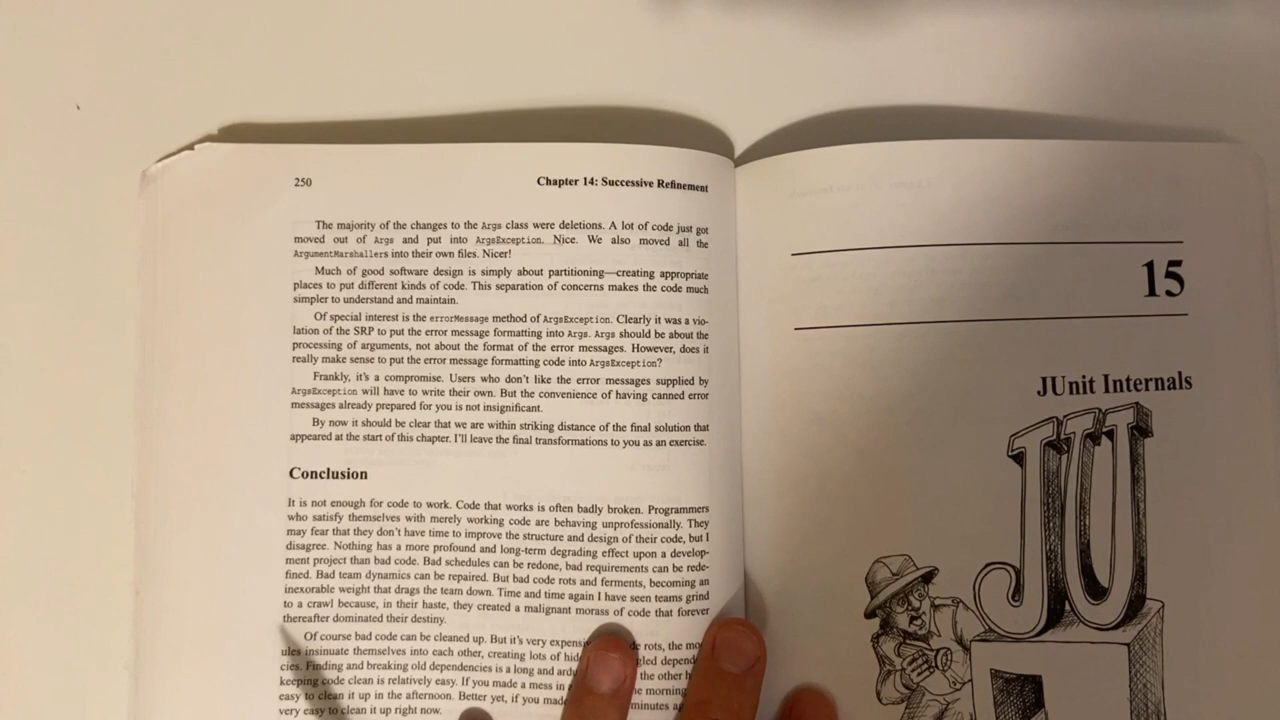 250
Chapter 14: Successive Refinement
The majority of the changes to the Args class were deletions. A lot of code just got
moved out of Args and put into ArgsException. Nice. We also moved all the
ArgumentMarshallers into their own files. Nicer!
Much of good software design is simply about partitioning—creating appropriate
places to put different kinds of code. This separation of concerns makes the code much
simpler to understand and maintain.
Of special interest is the errorMessage method of ArgsException. Clearly it was a vio-
lation of the SRP to put the error message formatting into Args. Args should be about the
processing of arguments, not about the format of the error messages. However, does it
really make sense to put the error message formatting code into ArgsException?
Frankly, it's a compromise. Users who don't like the error messages supplied by
ArgsException will have to write their own. But the convenience of having canned error
messages already prepared for you is not insignificant.
By now it should be clear that we are within striking distance of the final solution that
appeared at the start of this chapter. I'll leave the final transformations to you as an exercise.
Conclusion
It is not enough for code to work. Code that works is often badly broken. Programmers
who satisfy themselves with merely working code are behaving unprofessionally. They
may fear that they don't have time to improve the structure and design of their code, but I
disagree. Nothing has a more profound and long-term degrading effect upon a develop-
ment project than bad code. Bad schedules can be redone, bad requirements can be rede-
fined. Bad team dynamics can be repaired. But bad code rots and ferments, becoming an
inexorable weight that drags the team down. Time and time again I have seen teams grind
to a crawl because, in their haste, they created a malignant morass of code that forever
thereafter dominated their destiny.
Of course bad code can be cleaned up. But it's very rots, the
ules insinuate themselves into each other, creating lots of
cies. Finding and breaking old dependencies is a long and the other
keeping code clean is relatively easy. If you made a mess in morning
easy to clean it up in the afternoon. Better yet, if you minutes
very easy to clean it up right now.
15
JUnit Internals
JU